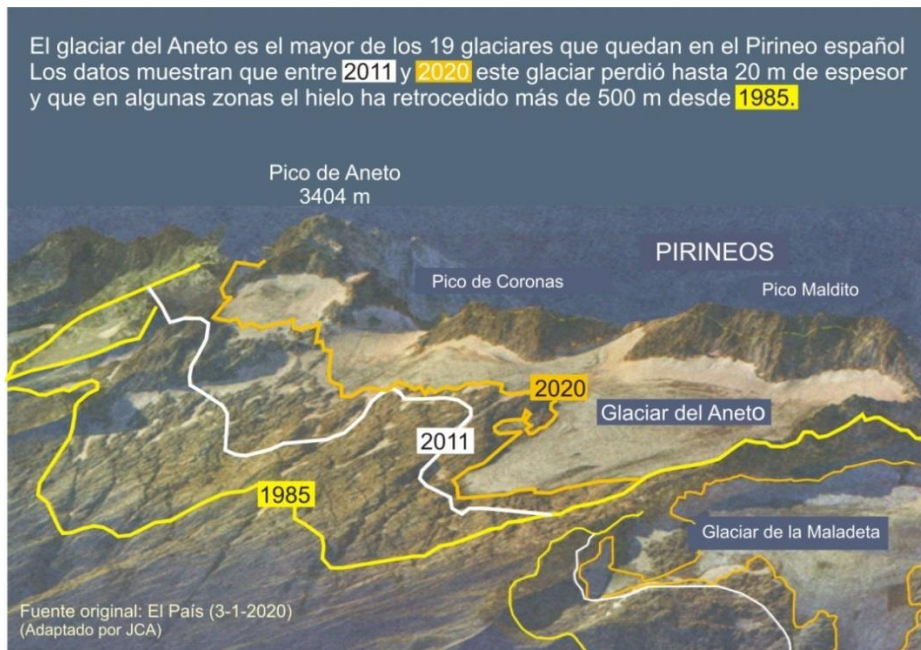 El glaciar del Aneto es el mayor de los 19 glaciares que quedan en el Pirineo español
Los datos muestran que entre 2011 y 2020 este glaciar perdió hasta 20 m de espesor
y que en algunas zonas el hielo ha retrocedido más de 500 m desde 1985.
Pico de Aneto
3404 m
PIRINEOS
Pico de Coronas
Pico Maldito
2020
Glaciar del Aneto
2011
1985
Glaciar de la Maladeta
Fuente original: El País (3-1-2020)
(Adaptado por JCA)